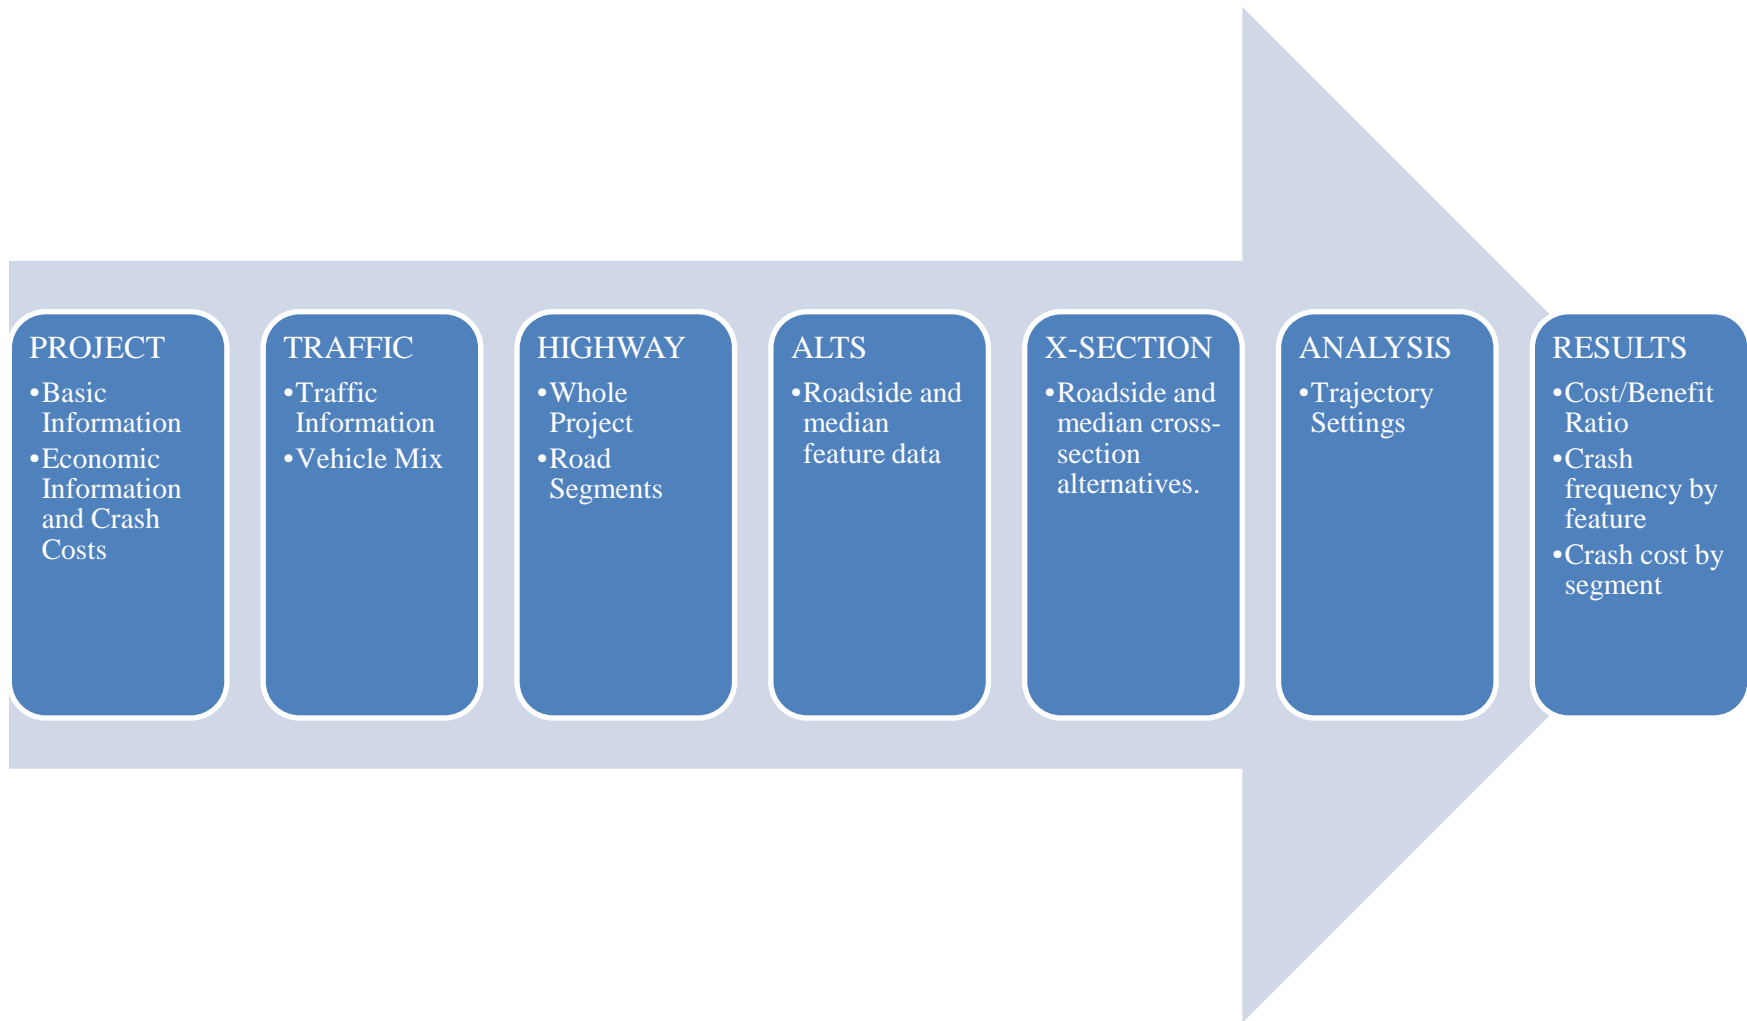 PROJECT
•Basic
Information
•Economic
Information
and Crash
Costs
TRAFFIC
•Traffic
Information
•Vehicle Mix
HIGHWAY
•Whole
Project
•Road
Segments
ALTS
•Roadside and
median
feature data
X-SECTION
•Roadside and
median cross-
section
alternatives.
ANALYSIS
•Trajectory
Settings
RESULTS
•Cost/Benefit
Ratio
•Crash
frequency by
feature
•Crash cost by
segment